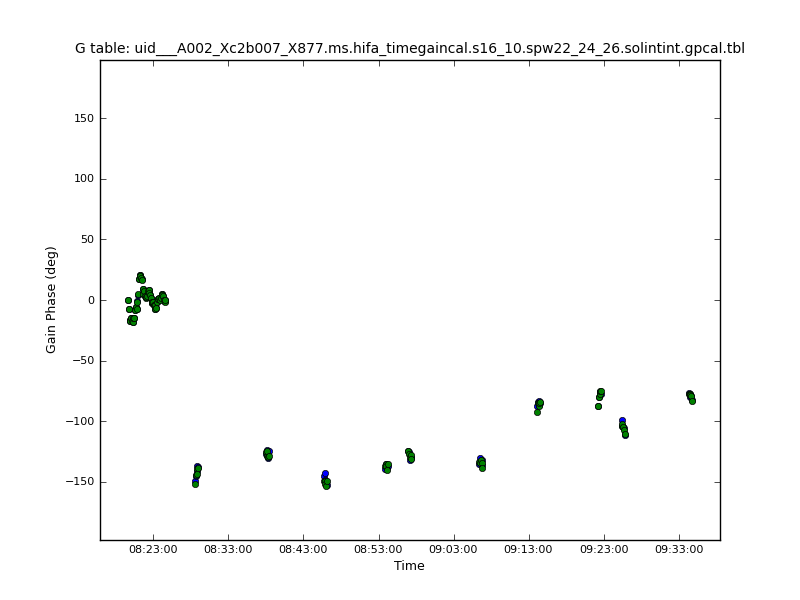 G table: uid___A002_Xc2b007_X877.ms.hifa_timegaincal.s16_10.spw22_24_26.solintint.gpcal.tbl
150
100
50
0
−50
−100
−150
Gain Phase (deg)
08:23:00 08:33:00 08:43:00 08:53:00 09:03:00 09:13:00 09:23:00 09:33:00
Time